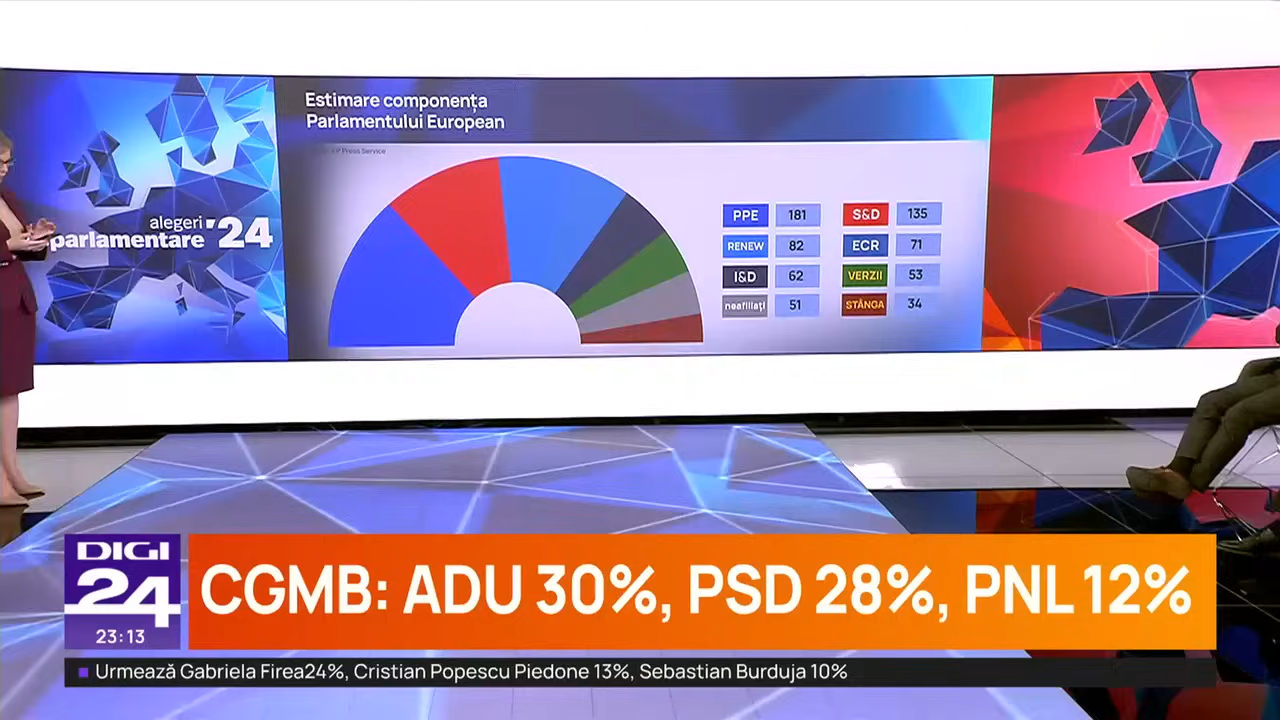 Estimare componența
Parlamentului European
Press Service
alegeri
parlamentare '24
PPE 181 S&D 135
RENEW 82 ECR 71
I&D 62 VERZII 53
neafiliați 51 STÂNGA 34
DIGI
24
23:13
CGMB: ADU 30%, PSD 28%, PNL 12%
Urmează Gabriela Firea24%, Cristian Popescu Piedone 13%, Sebastian Burduja 10%